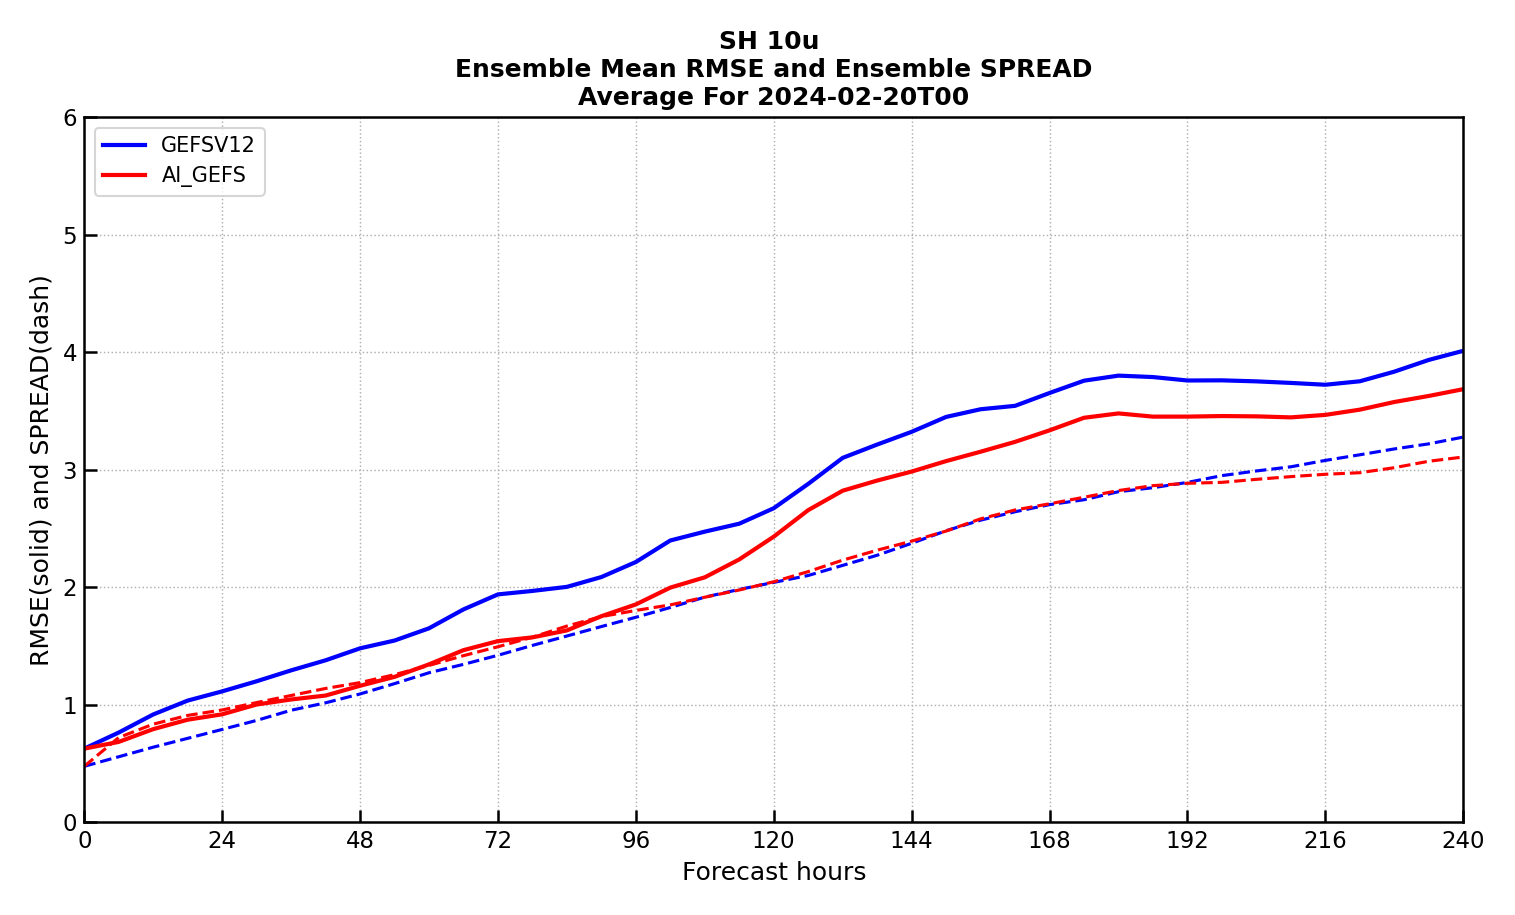 SH 10u
Ensemble Mean RMSE and Ensemble SPREAD
Average For 2024-02-20T00
GEFSV12
AI_GEFS
RMSE(solid) and SPREAD(dash)
6
5
4
3
2
1
0
0 24 48 72 96 120 144 168 192 216 240
Forecast hours